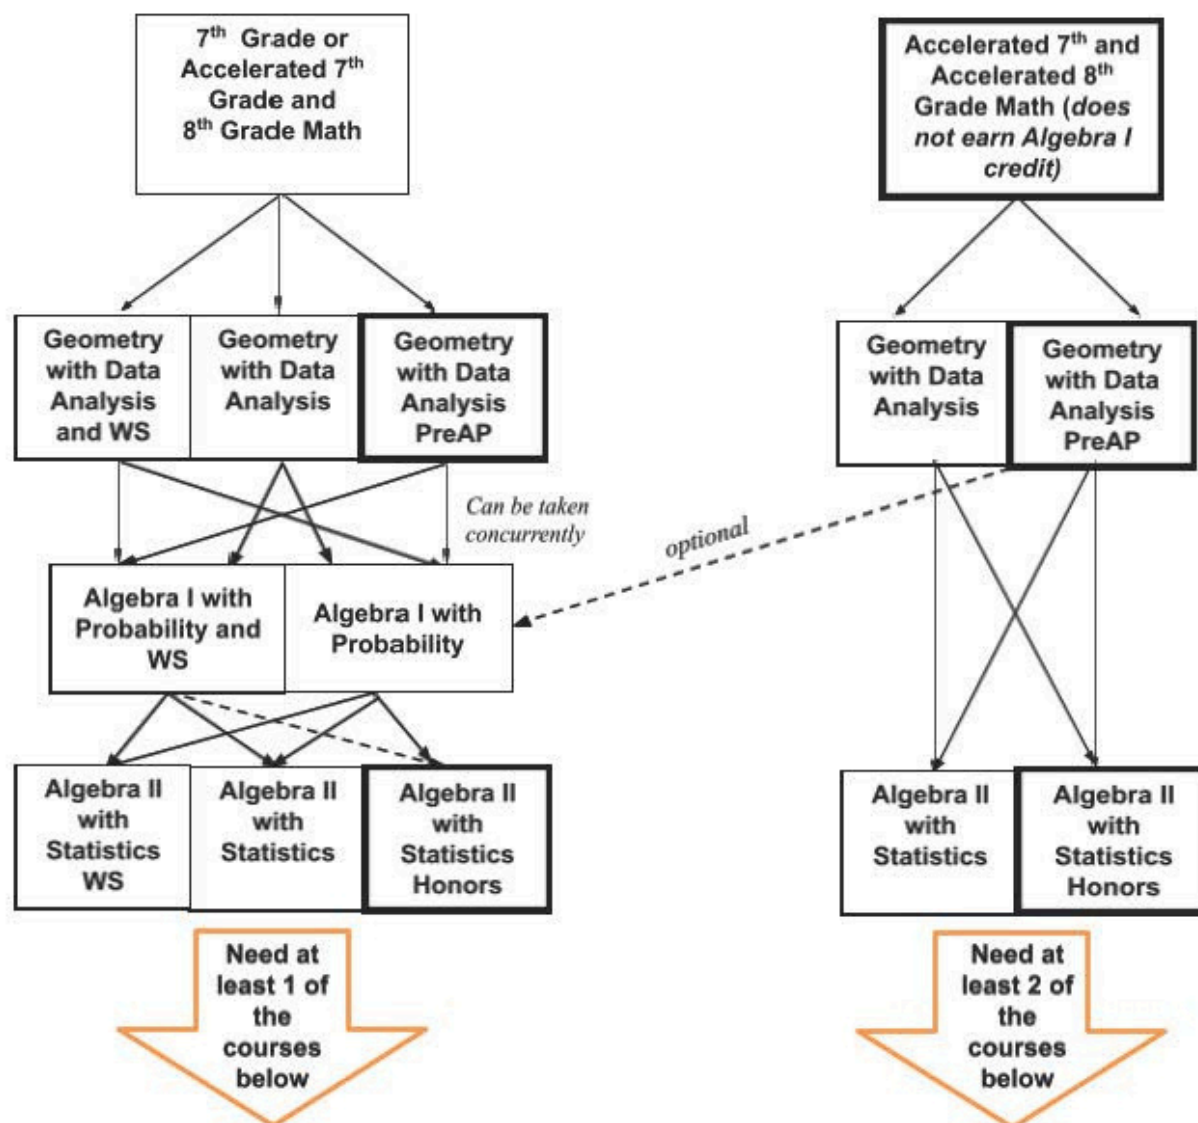 7th Grade or
Accelerated 7th
Grade and
8th Grade Math
Accelerated 7th and
Accelerated 8th
Grade Math (does
not earn Algebra I
credit)
Geometry
with Data
Analysis
and WS
Geometry
with Data
Analysis
Geometry
with Data
Analysis
PreAP
Geometry
with Data
Analysis
Geometry
with Data
Analysis
PreAP
Can be taken
concurrently
optional
Algebra I with
Probability and
WS
Algebra I with
Probability
Algebra II
with
Statistics
WS
Algebra II
with
Statistics
Algebra II
with
Statistics
Honors
Algebra II
with
Statistics
Algebra II
with
Statistics
Honors
Need at
least 1 of
the
courses
below
Need at
least 2 of
the
courses
below